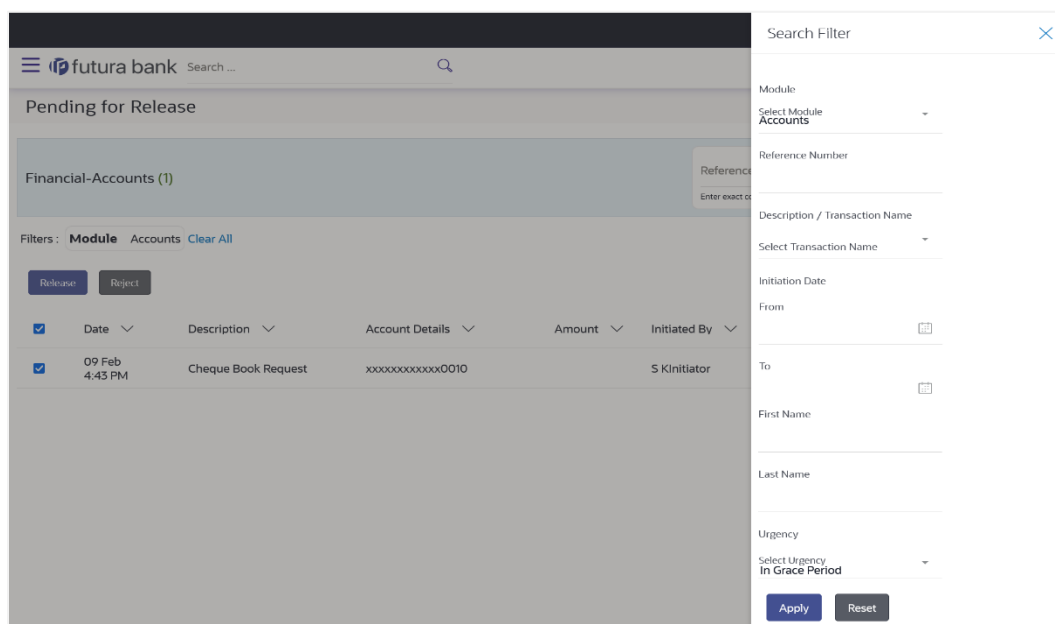 Search Filter
futura bank Search ...
Pending for Release
Module
Select Module
Accounts
Reference Number
Financial-Accounts (1)
Reference
Enter exact
Description / Transaction Name
Select Transaction Name
Filters : Module Accounts Clear All
Initiation Date
Release Reject
From
Date Description Account Details Amount Initiated By
09 Feb
4:43 PM Cheque Book Request xxxxxxxxxxxx0010 S KInitiator
To
First Name
Last Name
Urgency
Select Urgency
In Grace Period
Apply Reset